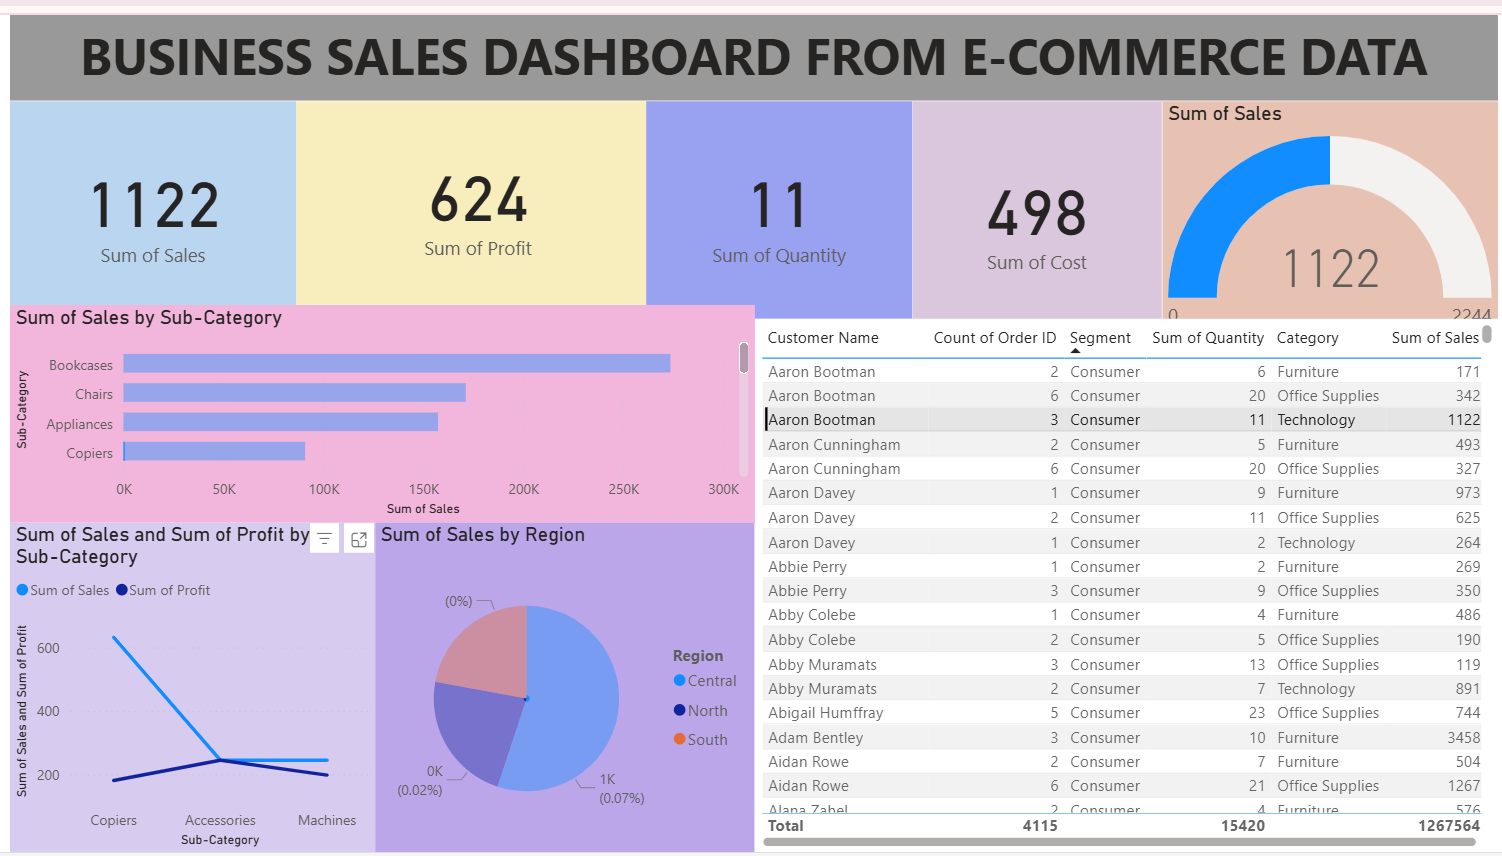 BUSINESS SALES DASHBOARD FROM E-COMMERCE DATA
1122
Sum of Sales
624
Sum of Profit
11
Sum of Quantity
498
Sum of Cost
Sum of Sales
1122
0
2244
Sum of Sales by Sub-Category
Sub-Category
Bookcases
Chairs
Appliances
Copiers
0K 50K 100K 150K 200K 250K 300K
Sum of Sales
Sum of Sales and Sum of Profit by
Sub-Category
Sum of Sales Sum of Profit
Sum of Sales and Sum of Profit
600
400
200
Copiers Accessories Machines
Sub-Category
Sum of Sales by Region
(0%)
0K
(0.02%)
1K
(0.07%)
Region
Central
North
South
Customer Name Count of Order ID Segment Sum of Quantity Category Sum of Sales
Aaron Bootman 2 Consumer 6 Furniture 171
Aaron Bootman 6 Consumer 20 Office Supplies 342
Aaron Bootman 3 Consumer 11 Technology 1122
Aaron Cunningham 2 Consumer 5 Furniture 493
Aaron Cunningham 6 Consumer 20 Office Supplies 327
Aaron Davey 1 Consumer 9 Furniture 973
Aaron Davey 2 Consumer 11 Office Supplies 625
Aaron Davey 1 Consumer 2 Technology 264
Abbie Perry 1 Consumer 2 Furniture 269
Abbie Perry 3 Consumer 9 Office Supplies 350
Abby Colebe 1 Consumer 4 Furniture 486
Abby Colebe 2 Consumer 5 Office Supplies 190
Abby Muramats 3 Consumer 13 Office Supplies 119
Abby Muramats 2 Consumer 7 Technology 891
Abigail Humffray 5 Consumer 23 Office Supplies 744
Adam Bentley 3 Consumer 10 Furniture 3458
Aidan Rowe 2 Consumer 7 Furniture 504
Aidan Rowe 6 Consumer 21 Office Supplies 1267
Alana Zahel 2 Consumer 4 Furniture 576
Total 4115 15420 1267564